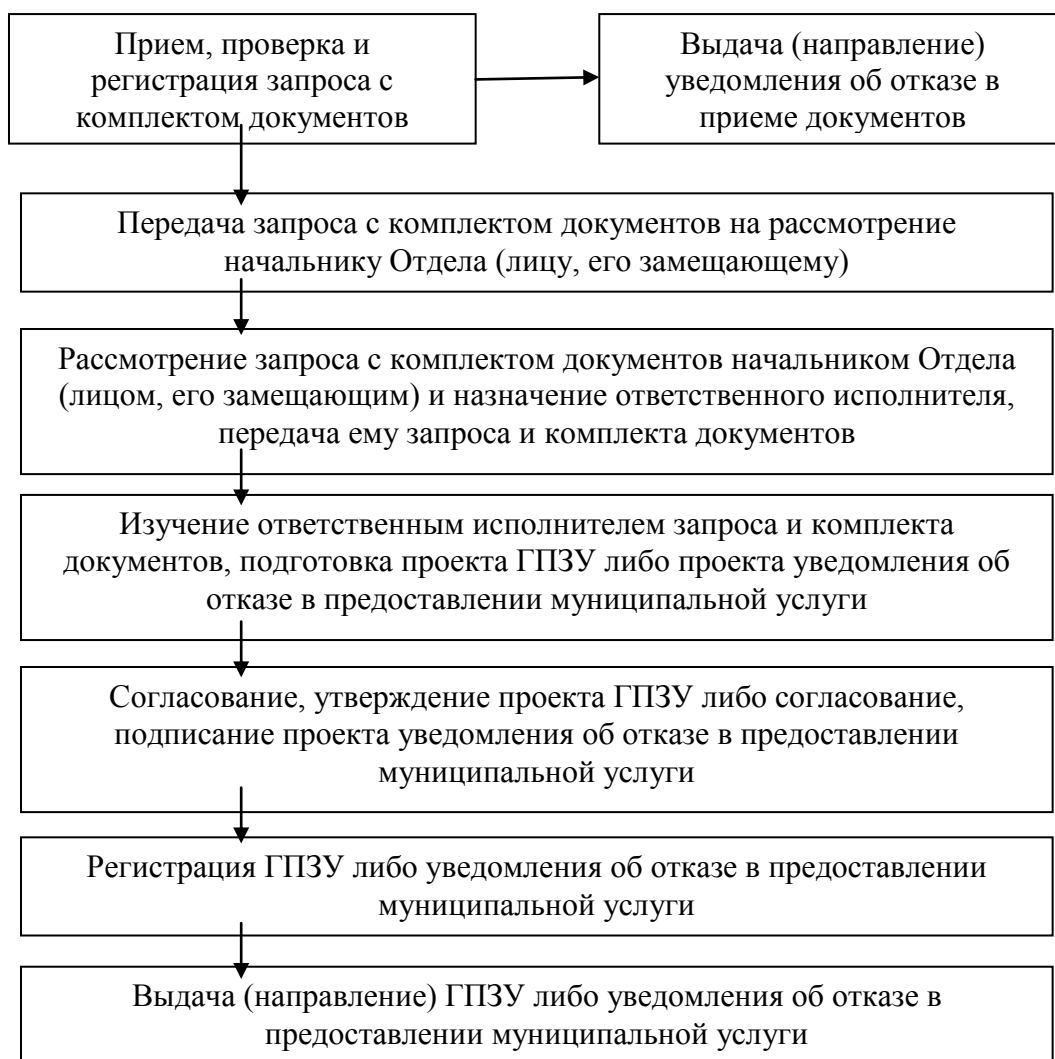 Прием, проверка и
регистрация запроса с
комплектом документов
Выдача (направление)
уведомления об отказе в
приеме документов
Передача запроса с комплектом документов на рассмотрение
начальнику Отдела (лицу, его замещающему)
Рассмотрение запроса с комплектом документов начальником Отдела
(лицом, его замещающим) и назначение ответственного исполнителя,
передача ему запроса и комплекта документов
Изучение ответственным исполнителем запроса и комплекта
документов, подготовка проекта ГПЗУ либо проекта уведомления об
отказе в предоставлении муниципальной услуги
Согласование, утверждение проекта ГПЗУ либо согласование,
подписание проекта уведомления об отказе в предоставлении
муниципальной услуги
Регистрация ГПЗУ либо уведомления об отказе в предоставлении
муниципальной услуги
Выдача (направление) ГПЗУ либо уведомления об отказе в
предоставлении муниципальной услуги